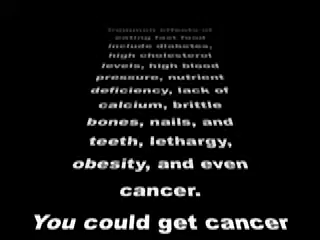 Common effects of
eating fast food
include diabetes,
high cholesterol
levels, high blood
pressure, nutrient
deficiency, lack of
calcium, brittle
bones, nails, and
teeth, lethargy,
obesity, and even
cancer.
You could get cancer